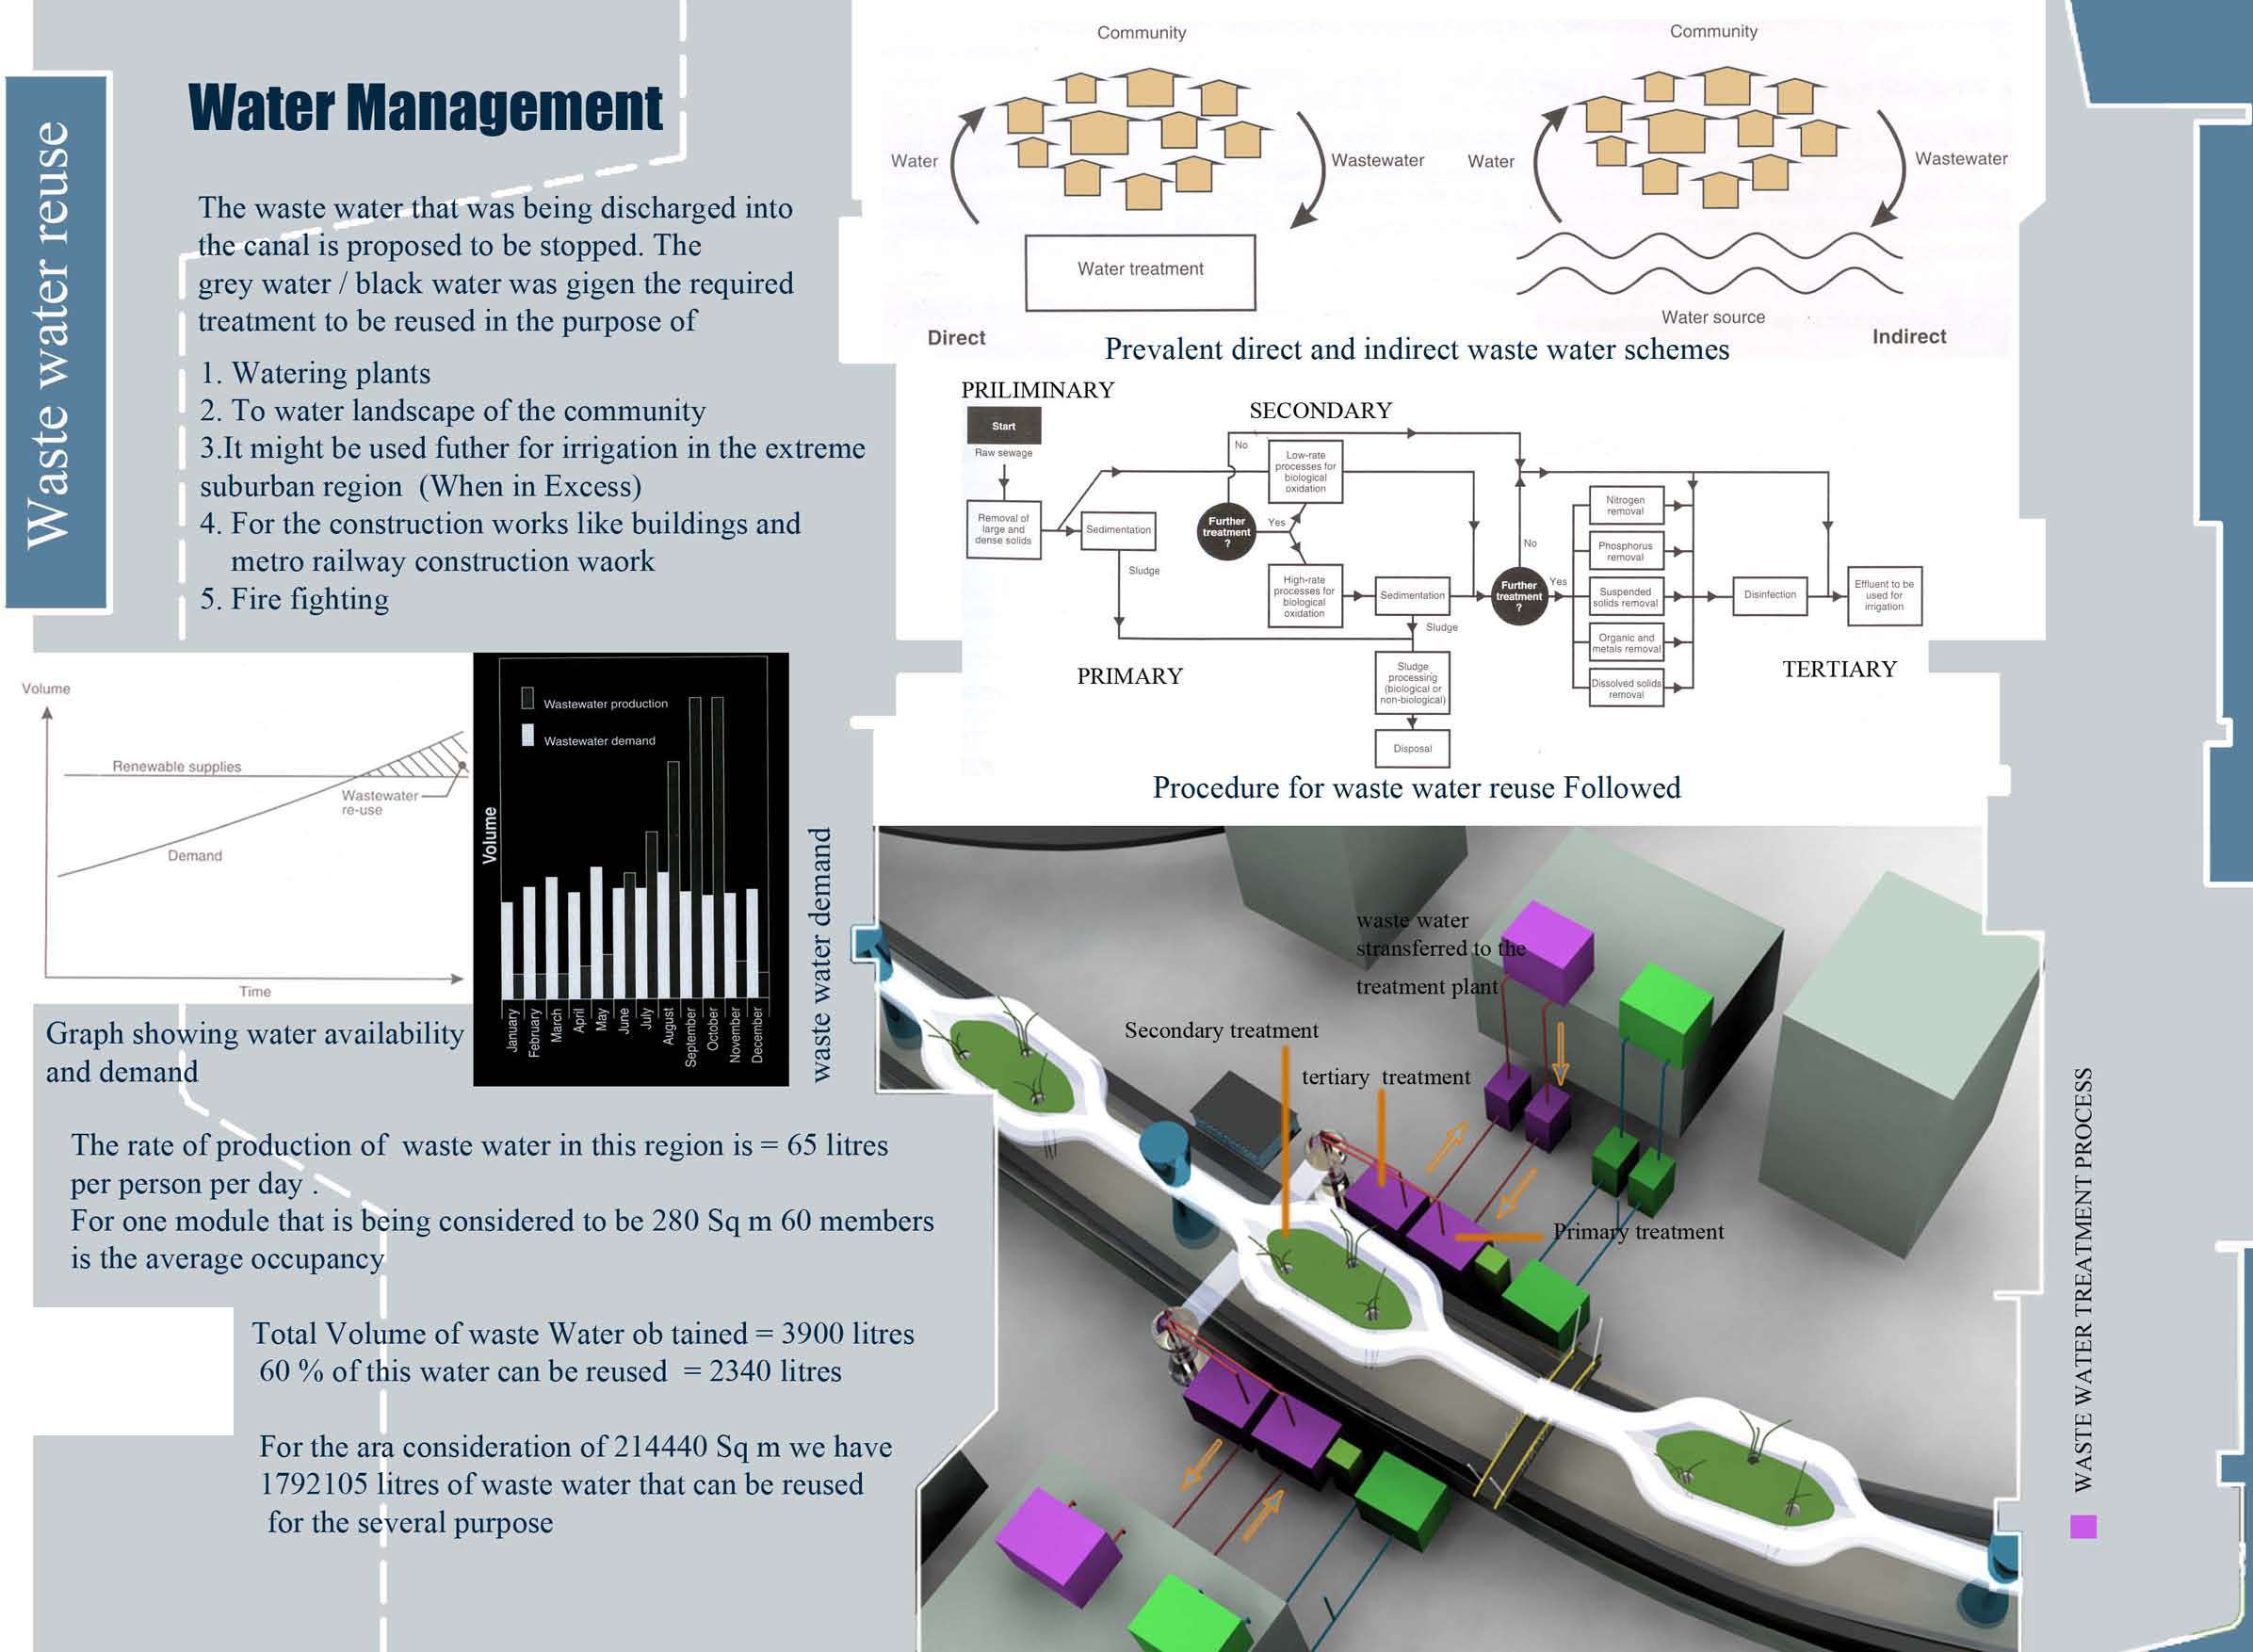 Waste water reuse
Water Management
The waste water that was being discharged into
the canal is proposed to be stopped. The
grey water / black water was gigen the required
treatment to be reused in the purpose of
1. Watering plants
2. To water landscape of the community
3.It might be used futher for irrigation in the extreme
suburban region (When in Excess)
4. For the construction works like buildings and
metro railway construction waork
5. Fire fighting
Community
Water
Wastewater
Water treatment
Direct
Community
Water
Wastewater
Water source
Indirect
Prevalent direct and indirect waste water schemes
PRILIMINARY
SECONDARY
Start
Raw sewage
Removal of
large and
dense solids
Sedimentation
Sludge
Further
treatment
?
No
Yes
Low-rate
processes for
biological
oxidation
High-rate
processes for
biological
oxidation
Sedimentation
Sludge
Sludge
processing
(biological or
non-biological)
Disposal
Further
treatment
?
No
Yes
Nitrogen
removal
Phosphorus
removal
Suspended
solids removal
Organic and
metals removal
Dissolved solids
removal
Disinfection
Effluent to be
used for
irrigation
PRIMARY
TERTIARY
Procedure for waste water reuse Followed
Volume
Renewable supplies
Wastewater
re-use
Demand
Time
Graph showing water availability
and demand
Wastewater production
Wastewater demand
Volume
January
February
March
April
May
June
July
August
September
October
November
December
waste water demand
The rate of production of waste water in this region is = 65 litres
per person per day .
For one module that is being considered to be 280 Sq m 60 members
is the average occupancy
Total Volume of waste Water ob tained = 3900 litres
60 % of this water can be reused = 2340 litres
For the ara consideration of 214440 Sq m we have
1792105 litres of waste water that can be reused
for the several purpose
waste water
stransferred to the
treatment plant
Secondary treatment
tertiary treatment
Primary treatment
WASTE WATER TREATMENT PROCESS